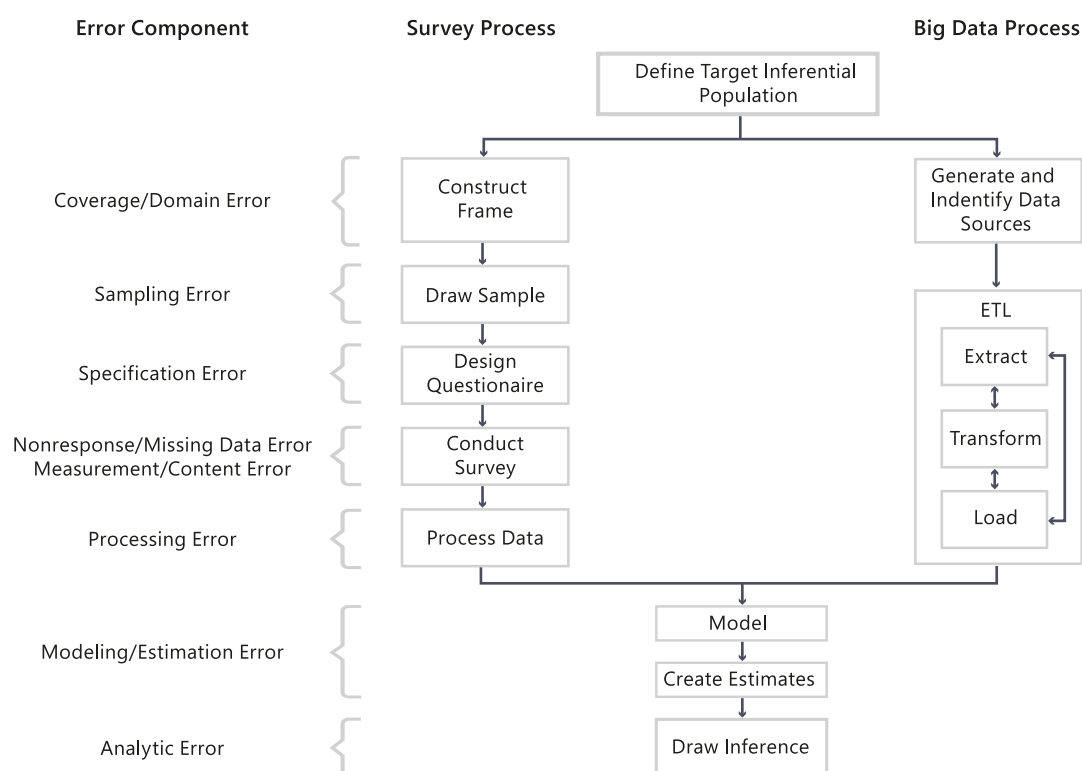 Error Component
Survey Process
Big Data Process
Define Target Inferential
Population
Coverage/Domain Error
Construct
Frame
Generate and
Indentify Data
Sources
Sampling Error
Draw Sample
ETL
Specification Error
Design
Questionaire
Extract
Nonresponse/Missing Data Error
Measurement/Content Error
Conduct
Survey
Transform
Processing Error
Process Data
Load
Modeling/Estimation Error
Model
Create Estimates
Analytic Error
Draw Inference